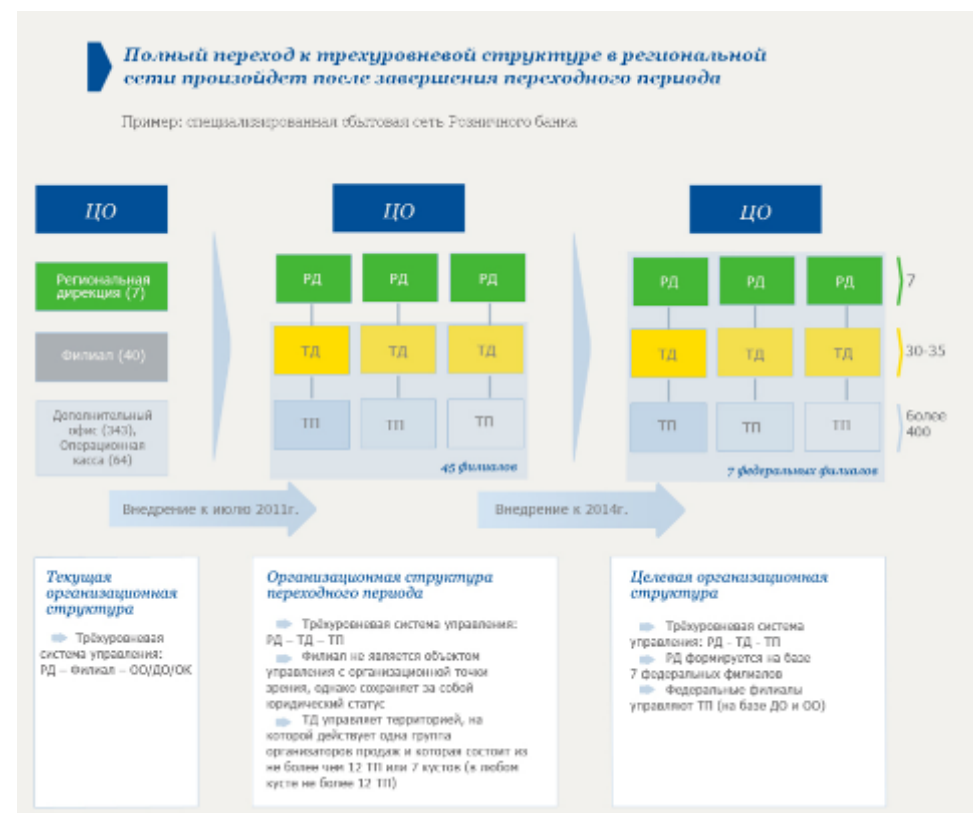 Полный переход к трехуровневой структуре в региональной
сети произойдет после завершения переходного периода
Пример: специализированная сбытовая сеть Розничного банка
ЦО
ЦО
ЦО
Региональная
дирекция (7)
РД
РД
РД
РД
РД
РД
7
Филиал (40)
ТД
ТД
ТД
ТД
ТД
ТД
30-35
Дополнительный
офис (343),
Операционная
касса (64)
ТП
ТП
ТП
45 филиалов
ТП
ТП
ТП
7 федеральных филиалов
более
400
Внедрение к июлю 2011г.
Внедрение к 2014г.
Текущая
организационная
структура
Трёхуровневая
система управления:
РД – Филиал – ОО/ДО/ОК
Организационная структура
переходного периода
Трёхуровневая система управления:
РД – ТД – ТП
Филиал не является объектом
управления с организационной точки
зрения, однако сохраняет за собой
юридический статус
ТД управляет территорией, на
которой действует одна группа
организаторов продаж и которая состоит из
не более чем 12 ТП или 7 кустов (в любом
кусте не более 12 ТП)
Целевая организационная
структура
Трёхуровневая система
управления: РД - ТД - ТП
РД формируется на базе
7 федеральных филиалов
Федеральные филиалы
управляют ТП (на базе ДО и ОО)